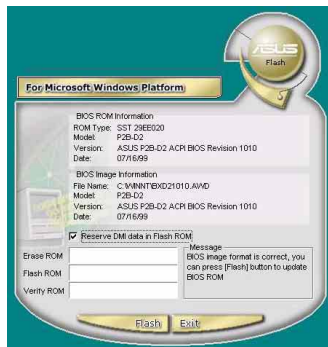 /SUS
Flash
For Microsoft Windows Platform
BIOS ROM Information
ROM Type: SST 29EE020
Model: P2B-D2
Version: ASUS P2B-D2 ACPI BIOS Revision 1010
Date: 07/16/99
BIOS Image Information
File Name: C:\WINNT\BXD21010.AWD
Model: P2B-D2
Version: ASUS P2B-D2 ACPI BIOS Revision 1010
Date: 07/16/99
Reserve DMI data in Flash ROM
Erase ROM
Flash ROM
Verify ROM
Message
BIOS image format is correct, you
can press [Flash] button to update
BIOS ROM
Flash Exit